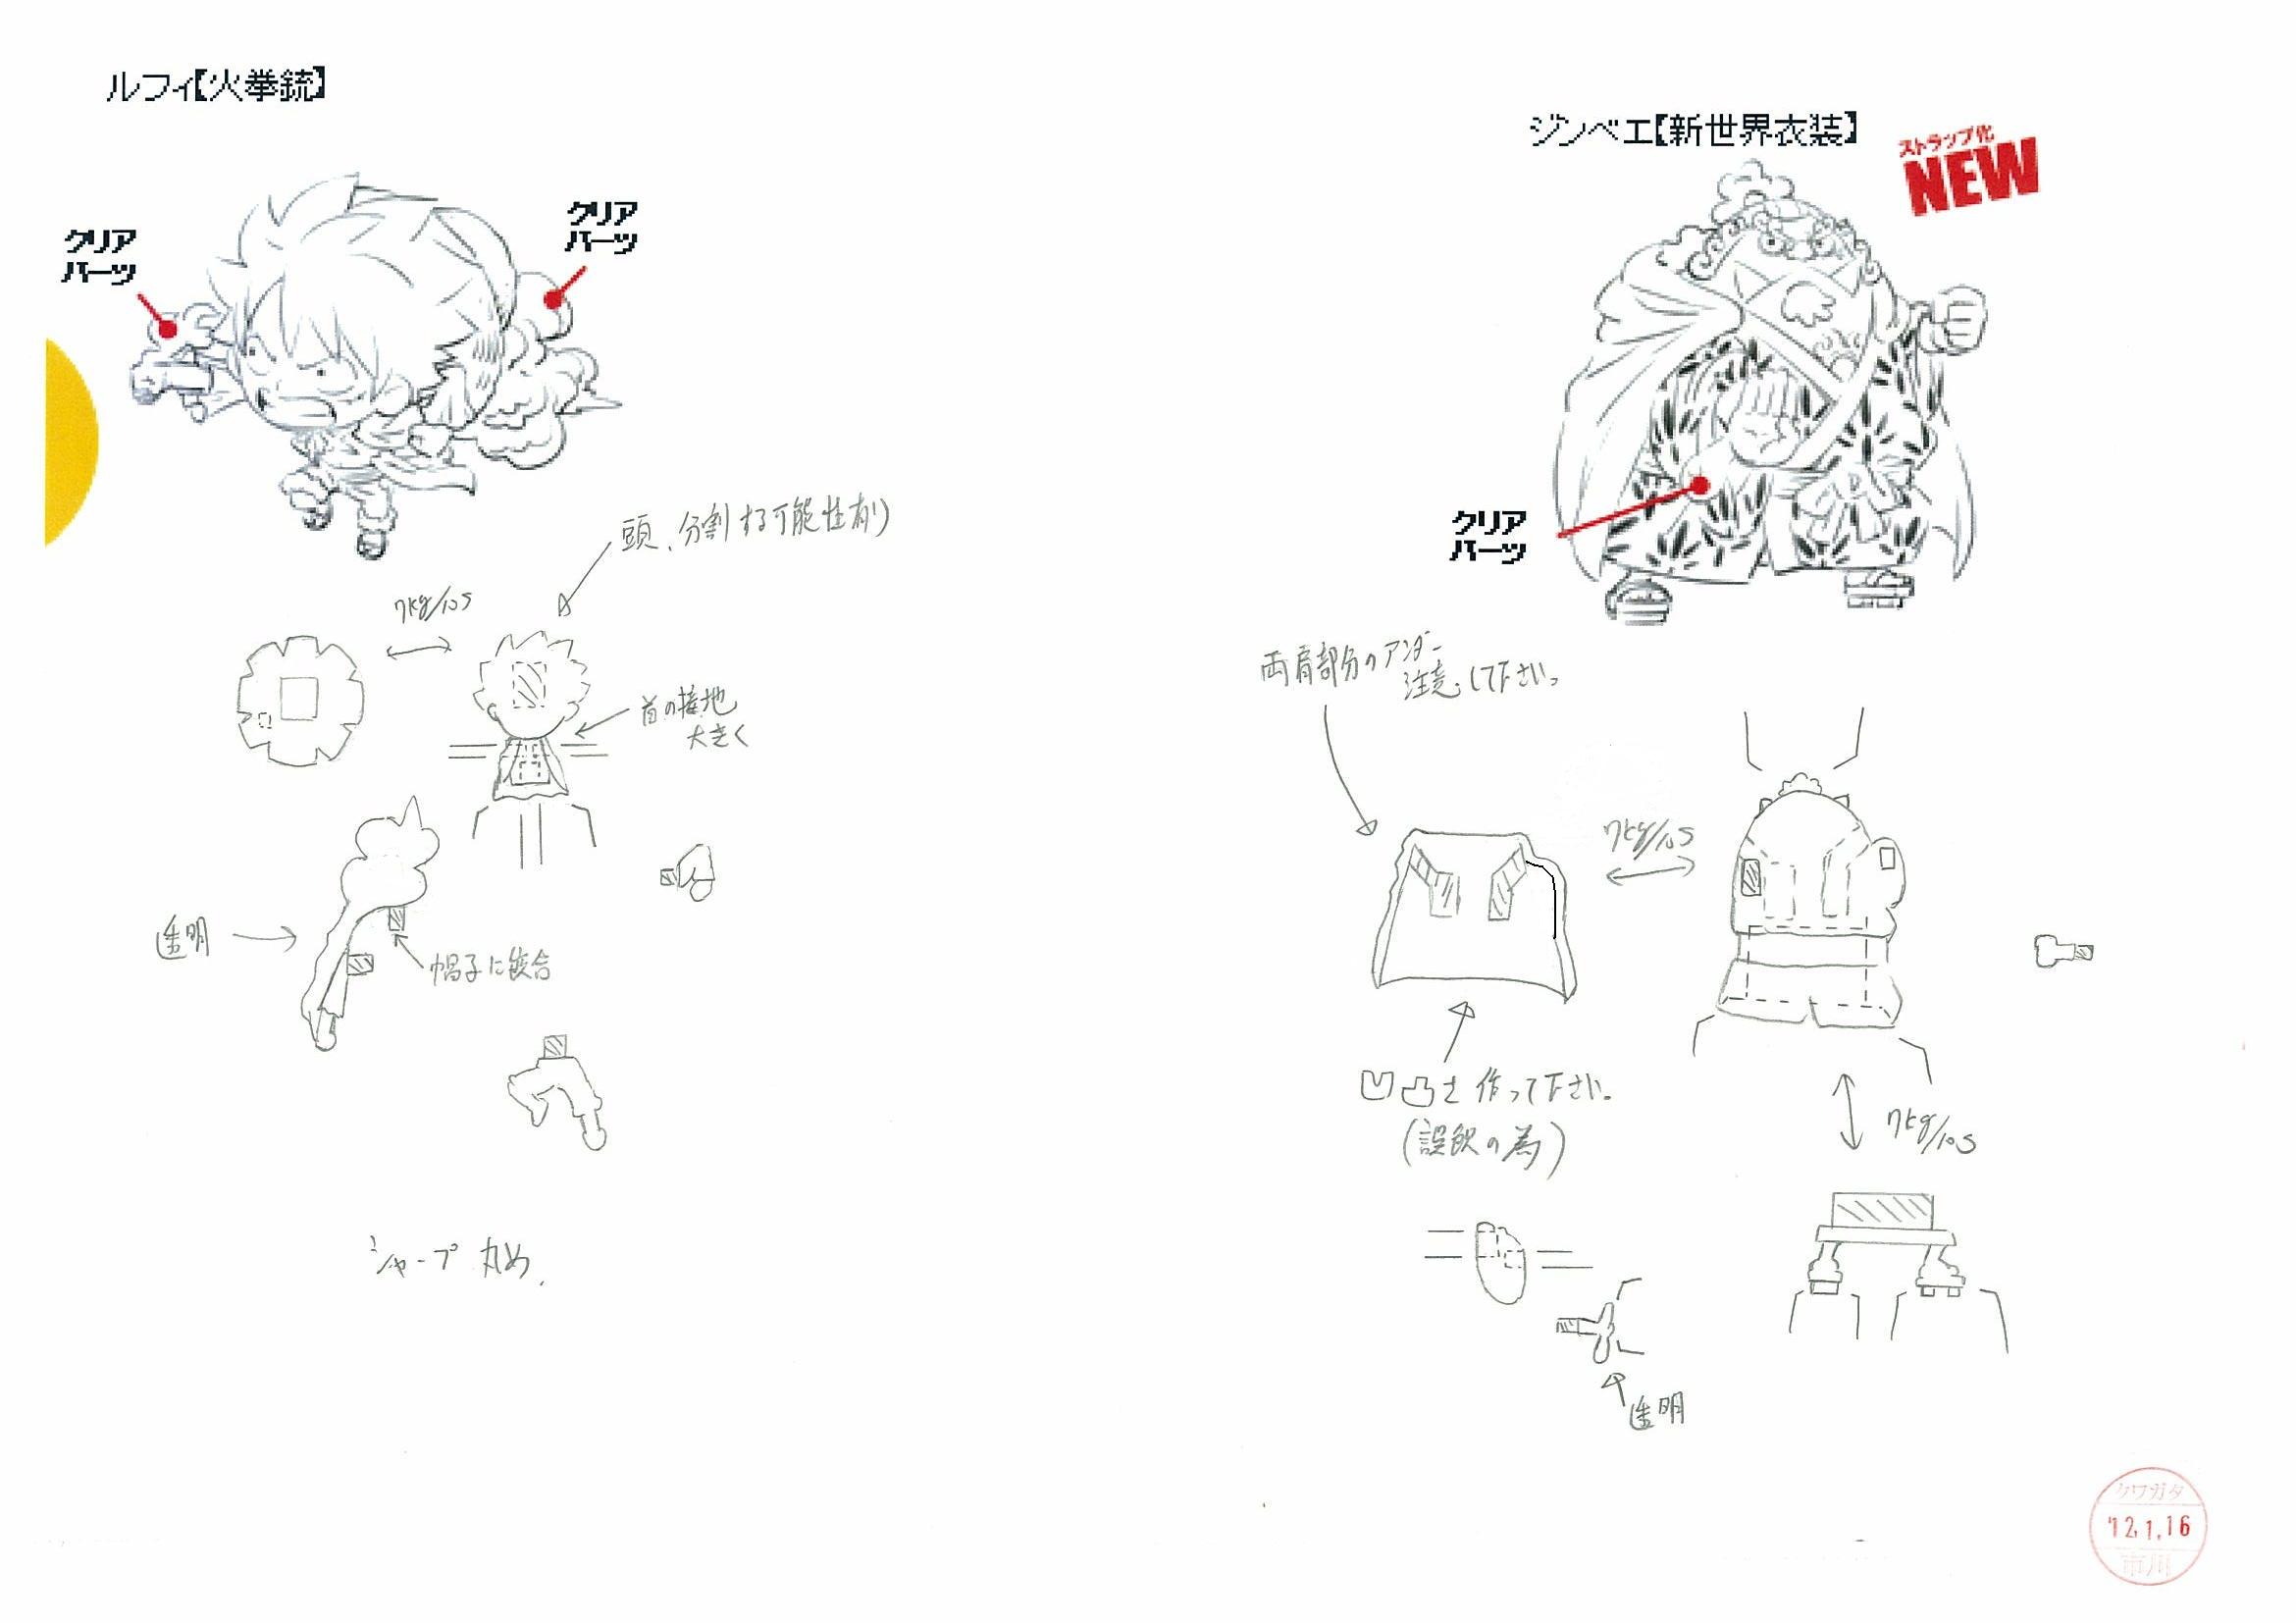 ルフィ【火拳銃】
クリア
パーツ
クリア
パーツ
頭、分割する可能性有り
7kg/10S
首の接地
大きく
透明
帽子に嵌合
シャープ丸め、
ジンベエ【新世界衣装】
ストラップ化
NEW
クリア
パーツ
両肩部分のアンダー
注意して下さい。
7kg/10S
凹凸を作って下さい。
(誤飲の為)
7kg/10S
透明
クワガタ
'12.1.16
市川